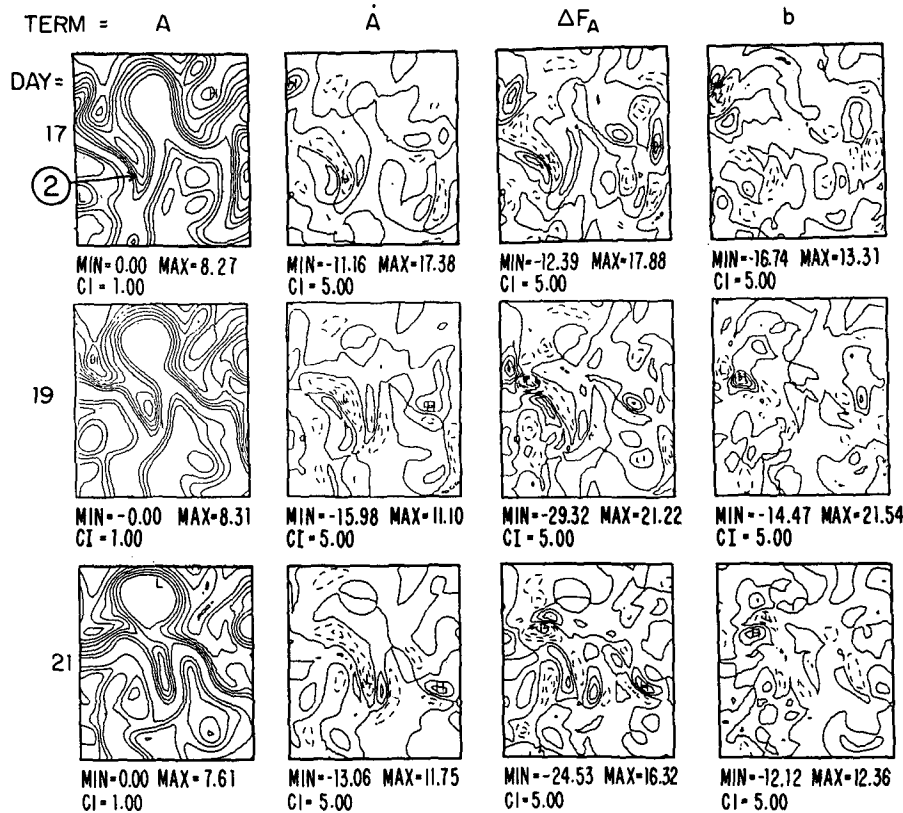 TERM = A Ȧ ΔF_A b
DAY =
17
2
MIN=0.00 MAX=8.27
CI = 1.00
MIN=-11.16 MAX=17.38
CI = 5.00
MIN=-12.39 MAX=17.88
CI = 5.00
MIN=-16.74 MAX=13.31
CI = 5.00
19
MIN=-0.00 MAX=8.31
CI = 1.00
MIN=-15.98 MAX=11.10
CI = 5.00
MIN=-29.32 MAX=21.22
CI = 5.00
MIN=-14.47 MAX=21.54
CI = 5.00
L
21
MIN=0.00 MAX=7.61
CI = 1.00
MIN=-13.06 MAX=11.75
CI = 5.00
MIN=-24.53 MAX=16.32
CI = 5.00
MIN=-12.12 MAX=12.36
CI = 5.00